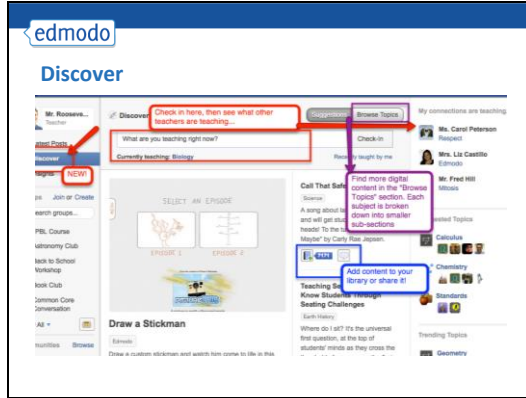 edmodo
Discover
Mr. Roosev...
Teacher
Latest Posts
Discover
NEW!
Insights
Join or Create
search groups...
PBL Course
Astronomy Club
Back to School
Workshop
Book Club
Common Core
Conversation
All
Browse
Discover
Check in here, then see what other
teachers are teaching...
Suggestions
Browse Topics
What are you teaching right now?
Check-In
Currently teaching: Biology
Recently taught by me
SELECT AN EPISODE
EPISODE 1
EPISODE 2
Draw a Stickman
Edmodo
Draw a custom stickman and watch him come to life in this
Call That Safe
Science
A song about la
and will get stud
heads! To the ta
Maybe" by Carly Rae Jepsen.
Find more digital
content in the "Browse
Topics" section. Each
subject is broken
down into smaller
sub-sections
Add content to your
library or share it!
Teaching Se
Know Students Through
Seating Challenges
Earth History
Where do I sit? It's the universal
first question, at the top of
students' minds as they cross the
My connections are teaching
Ms. Carol Peterson
Respect
Mrs. Liz Castillo
Edmodo
Mr. Fred Hill
Mitosis
ested Topics
Calculus
Chemistry
Standards
Trending Topics
Geometry